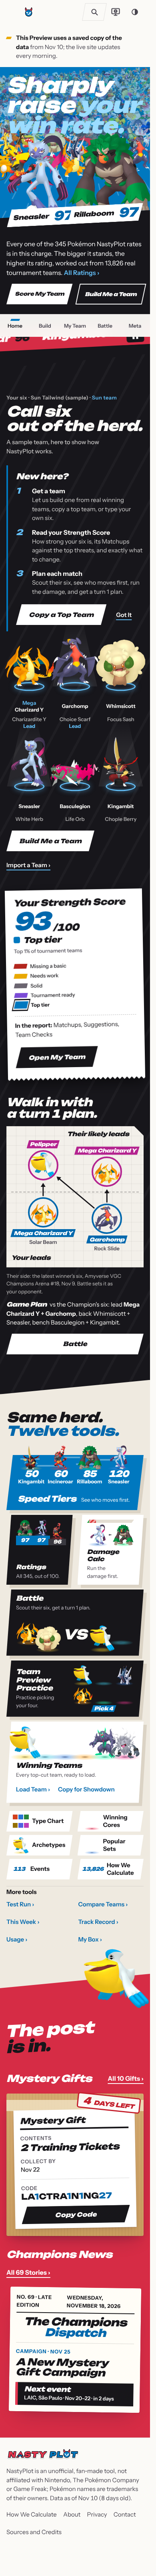 This Preview uses a saved copy of the
data from Nov 10; the live site updates
every morning.
Sharply
raise your
Sneasler 97 Rillaboom 97
Every one of the 345 Pokémon NastyPlot rates
is in this charge. The bigger it stands, the
higher its rating, worked out from 13,826 real
tournament teams. All Ratings ›
Score My Team
Build Me a Team
Home Build My Team Battle Meta
Your six · Sun Tailwind (sample) · Sun team
Call six
out of the herd.
A sample team, here to show how
NastyPlot works.
New here?
1 Get a team
Let us build one from real winning
teams, copy a top team, or type your
own six.
2 Read your Strength Score
How strong your six is, its Matchups
against the top threats, and exactly what
to change.
3 Plan each match
Scout their six, see who moves first, run
the damage, and get a turn 1 plan.
Copy a Top Team
Got It
Mega
Charizard Y
Garchomp
Whimsicott
Charizardite Y
Choice Scarf
Focus Sash
Lead
Lead
Sneasler
Basculegion
Kingambit
White Herb
Life Orb
Chople Berry
Build Me a Team
Import a Team ›
Your Strength Score
93/100
Top tier
Top 1% of tournament teams
Missing a basic
Needs work
Solid
Tournament ready
Top tier
In the report: Matchups, Suggestions,
Team Checks
Open My Team
Walk in with
a turn 1 plan.
Their likely leads
Pelipper
Mega Charizard Y
Mega Charizard Y
Solar Beam
Garchomp
Rock Slide
Your leads
Their side: the latest winner's six, Amyverse VGC
Champions Arena #18, Nov 9. Battle sets it as
your opponent.
Game Plan vs the Champion's six: lead Mega
Charizard Y + Garchomp, back Whimsicott +
Sneasler, bench Basculegion + Kingambit.
Battle
Same herd.
Twelve tools.
50 60 85 120
Kingambit Incineroar Rillaboom Sneasler
Speed Tiers See who moves first.
97 97 96
Ratings
All 345, out of 100.
Damage
Calc
Run the
damage first.
Battle
Scout their six, get a turn 1 plan.
VS
Team
Preview
Practice
Practice picking
your four.
Pick 4
Winning Teams
Every top-cut team, ready to load.
Load Team › Copy for Showdown
Type Chart
Winning
Cores
Archetypes
Popular
Sets
113 Events
13,826 How We
Calculate
More tools
Test Run ›
Compare Teams ›
This Week ›
Track Record ›
Usage ›
My Box ›
The post
is in.
Mystery Gifts
All 10 Gifts ›
4 DAYS LEFT
Mystery Gift
CONTENTS
2 Training Tickets
COLLECT BY
Nov 22
CODE
LA1CTRA1N1NG27
Copy Code
Champions News
All 69 Stories ›
NO. 69 · LATE
EDITION
WEDNESDAY,
NOVEMBER 18, 2026
The Champions
Dispatch
CAMPAIGN · NOV 25
A New Mystery
Gift Campaign
Next event
LAIC, São Paulo · Nov 20–22 · in 2 days
NASTY PLOT
NastyPlot is an unofficial, fan-made tool, not
affiliated with Nintendo, The Pokémon Company
or Game Freak; Pokémon names are trademarks
of their owners. Data as of Nov 10 (8 days old).
How We Calculate About Privacy Contact
Sources and Credits